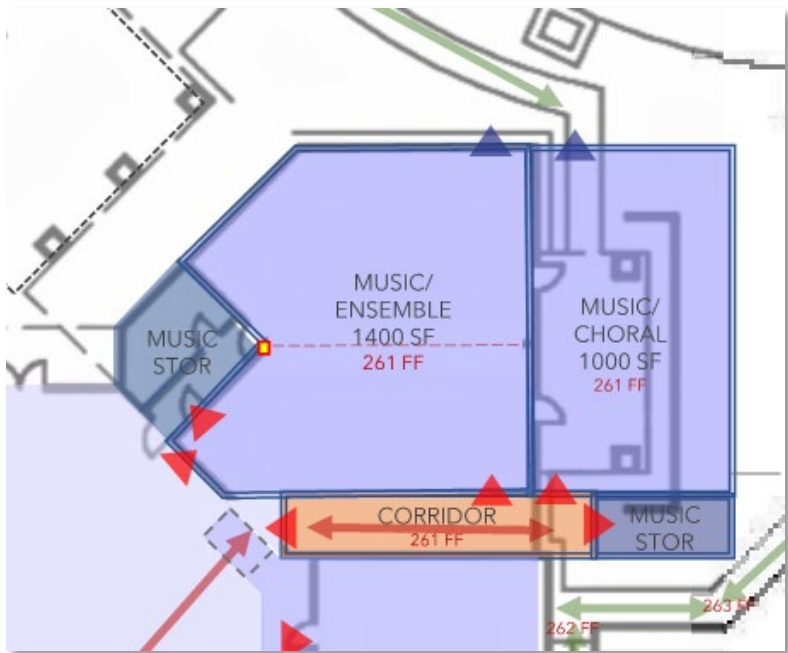 MUSIC/
ENSEMBLE
1400 SF
261 FF
MUSIC
STOR
MUSIC/
CHORAL
1000 SF
261 FF
CORRIDOR
261 FF
MUSIC
STOR
263 FF
262 FF